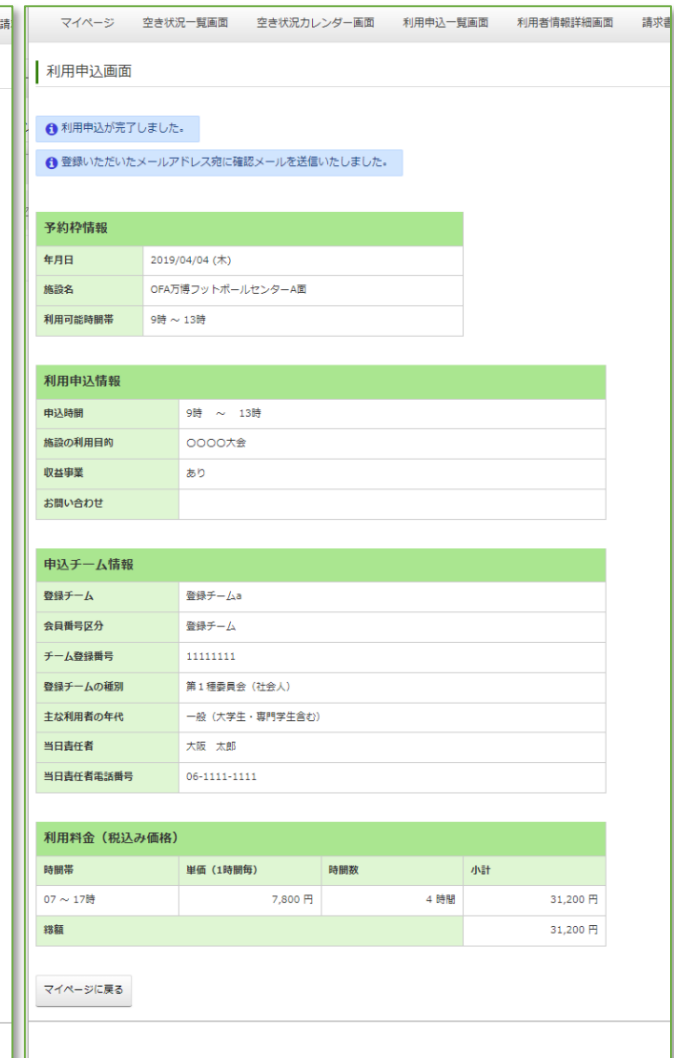 マイページ 空き状況一覧画面 空き状況カレンダー画面 利用申込一覧画面 利用者情報詳細画面 請求書
利用申込画面
利用申込が完了しました。
登録いただいたメールアドレス宛に確認メールを送信いたしました。
予約枠情報
年月日 2019/04/04 (木)
施設名 OFA万博フットボールセンターA面
利用可能時間帯 9時 ～ 13時
利用申込情報
申込時間 9時 ～ 13時
施設の利用目的 〇〇〇〇大会
収益事業 あり
お問い合わせ
申込チーム情報
登録チーム 登録チームa
会員番号区分 登録チーム
チーム登録番号 11111111
登録チームの種別 第１種委員会（社会人）
主な利用者の年代 一般（大学生・専門学生含む）
当日責任者 大阪 太郎
当日責任者電話番号 06-1111-1111
利用料金（税込み価格）
時間帯 単価（1時間毎） 時間数 小計
07 ～ 17時 7,800 円 4 時間 31,200 円
総額 31,200 円
マイページに戻る